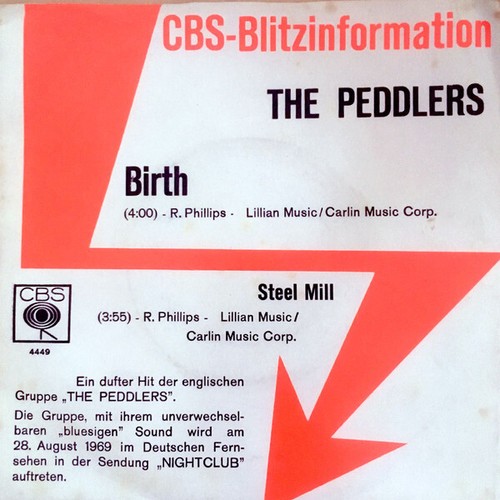 CBS-Blitzinformation
THE PEDDLERS
Birth
(4:00) - R. Phillips - Lillian Music/Carlin Music Corp.
Steel Mill
(3:55) - R. Phillips - Lillian Music/
Carlin Music Corp.
CBS
4449
Ein dufter Hit der englischen
Gruppe „THE PEDDLERS".
Die Gruppe, mit ihrem unverwechsel-
baren „bluesigen" Sound wird am
28. August 1969 im Deutschen Fern-
sehen in der Sendung „NIGHTCLUB"
auftreten.